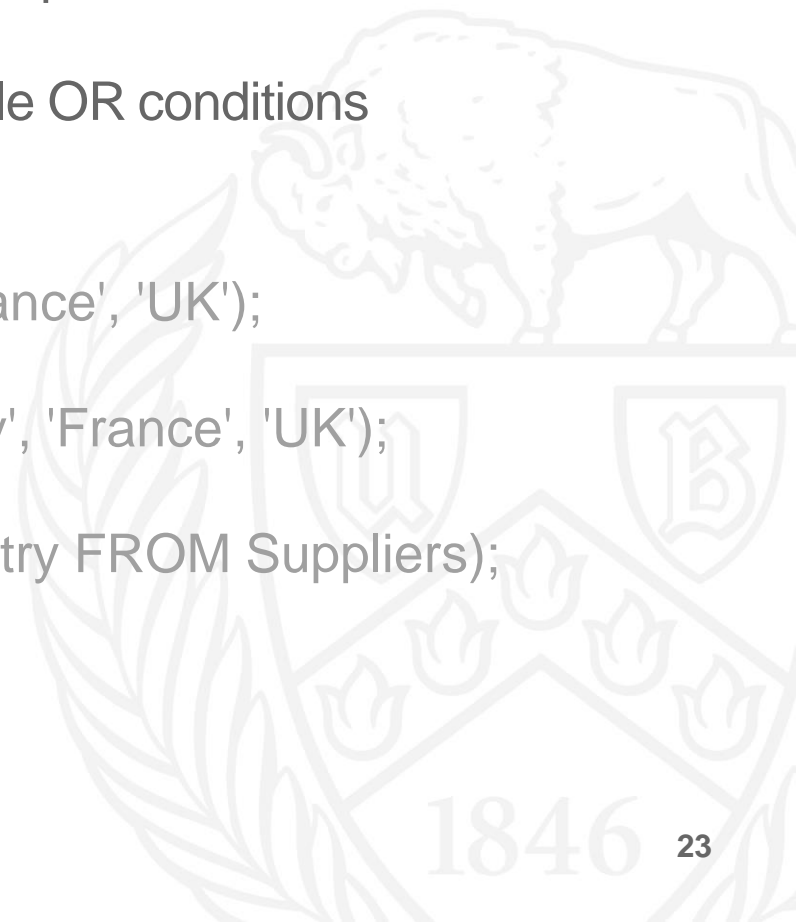 le OR conditions
ance', 'UK');
y', 'France', 'UK');
try FROM Suppliers);
U B
1846
23